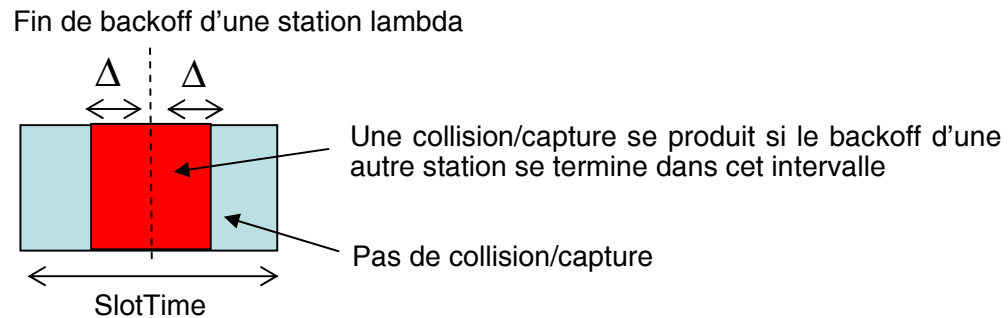 Fin de backoff d'une station lambda
Δ Δ
Une collision/capture se produit si le backoff d'une
autre station se termine dans cet intervalle
Pas de collision/capture
SlotTime